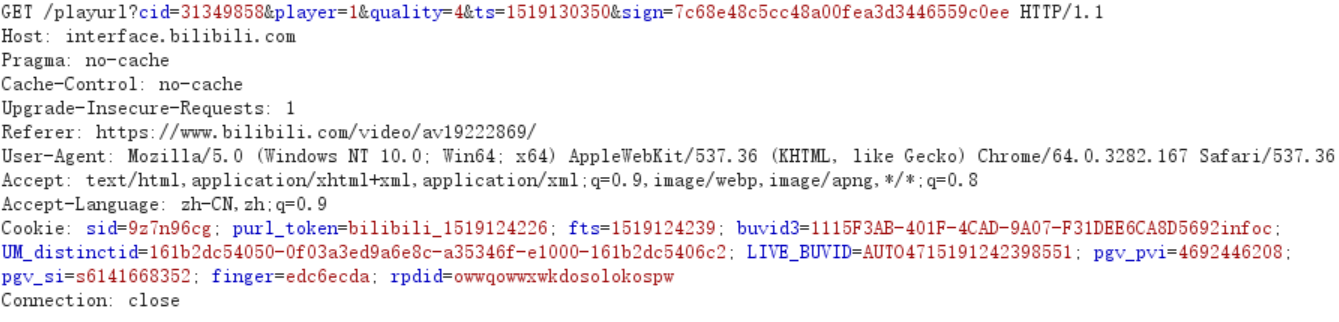 GET /playurl?cid=31349858&player=1&quality=4&ts=1519130350&sign=7c68e48c5cc48a00fea3d3446559c0ee HTTP/1.1
Host: interface.bilibili.com
Pragma: no-cache
Cache-Control: no-cache
Upgrade-Insecure-Requests: 1
Referer: https://www.bilibili.com/video/av19222869/
User-Agent: Mozilla/5.0 (Windows NT 10.0; Win64; x64) AppleWebKit/537.36 (KHTML, like Gecko) Chrome/64.0.3282.167 Safari/537.36
Accept: text/html,application/xhtml+xml,application/xml;q=0.9,image/webp,image/apng,*/*;q=0.8
Accept-Language: zh-CN,zh;q=0.9
Cookie: sid=9z7n96cg; purl_token=bilibili_1519124226; fts=1519124239; buvid3=1115F3AB-401F-4CAD-9A07-F31DEE6CA8D5692infoc;
UM_distinctid=161b2dc54050-0f03a3ed9a6e8c-a35346f-e1000-161b2dc5406c2; LIVE_BUVID=AUTO4715191242398551; pgv_pvi=4692446208;
pgv_si=s6141668352; finger=edc6ecda; rpdid=owwqowwxwkdosolokospw
Connection: close